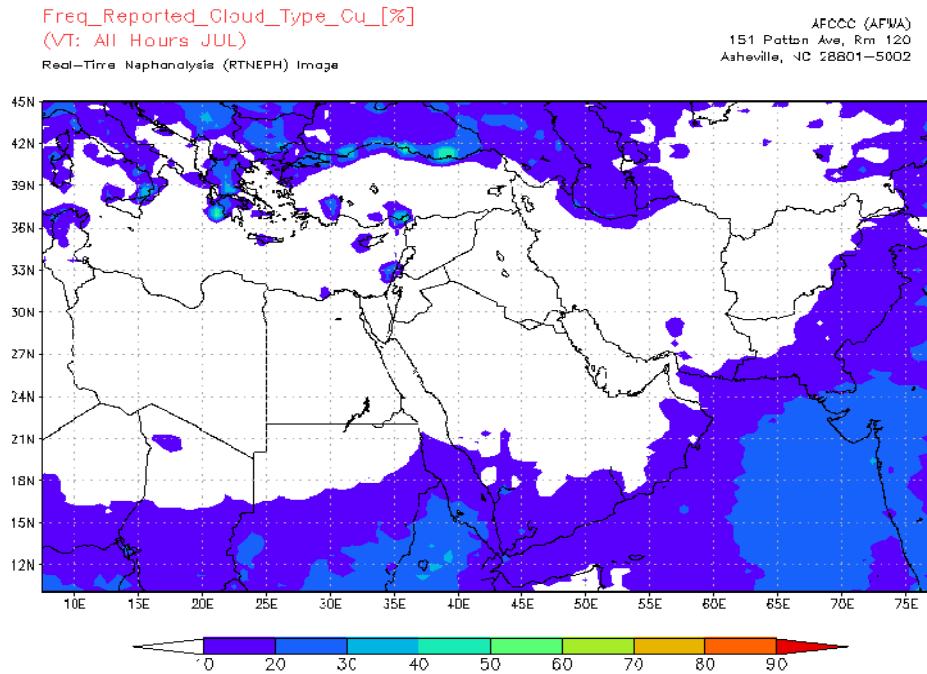 Freq_Reported_Cloud_Type_Cu_[%]
(VT: All Hours JUL)
Real-Time Nephanalysis (RTNEPH) Image
AFCCC (AFWA)
151 Patton Ave, Rm 120
Asheville, NC 28801-5002
45N
42N
39N
36N
33N
30N
27N
24N
21N
18N
15N
12N
10E 15E 20E 25E 30E 35E 40E 45E 50E 55E 60E 65E 70E 75E
10 20 30 40 50 60 70 80 90